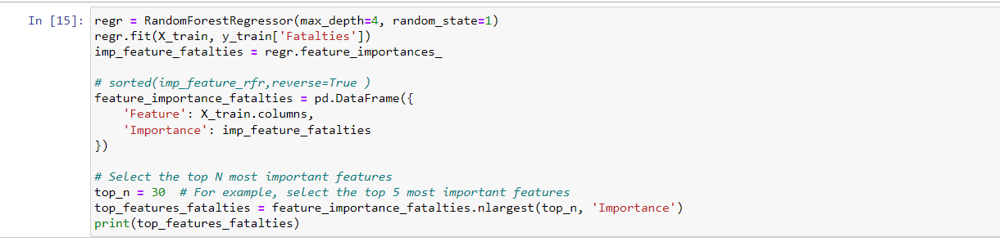 In [15]: regr = RandomForestRegressor(max_depth=4, random_state=1)
regr.fit(X_train, y_train['Fatalties'])
imp_feature_fatalties = regr.feature_importances_
# sorted(imp_feature_rfr,reverse=True )
feature_importance_fatalties = pd.DataFrame({
    'Feature': X_train.columns,
    'Importance': imp_feature_fatalties
})
# Select the top N most important features
top_n = 30  # For example, select the top 5 most important features
top_features_fatalties = feature_importance_fatalties.nlargest(top_n, 'Importance')
print(top_features_fatalties)